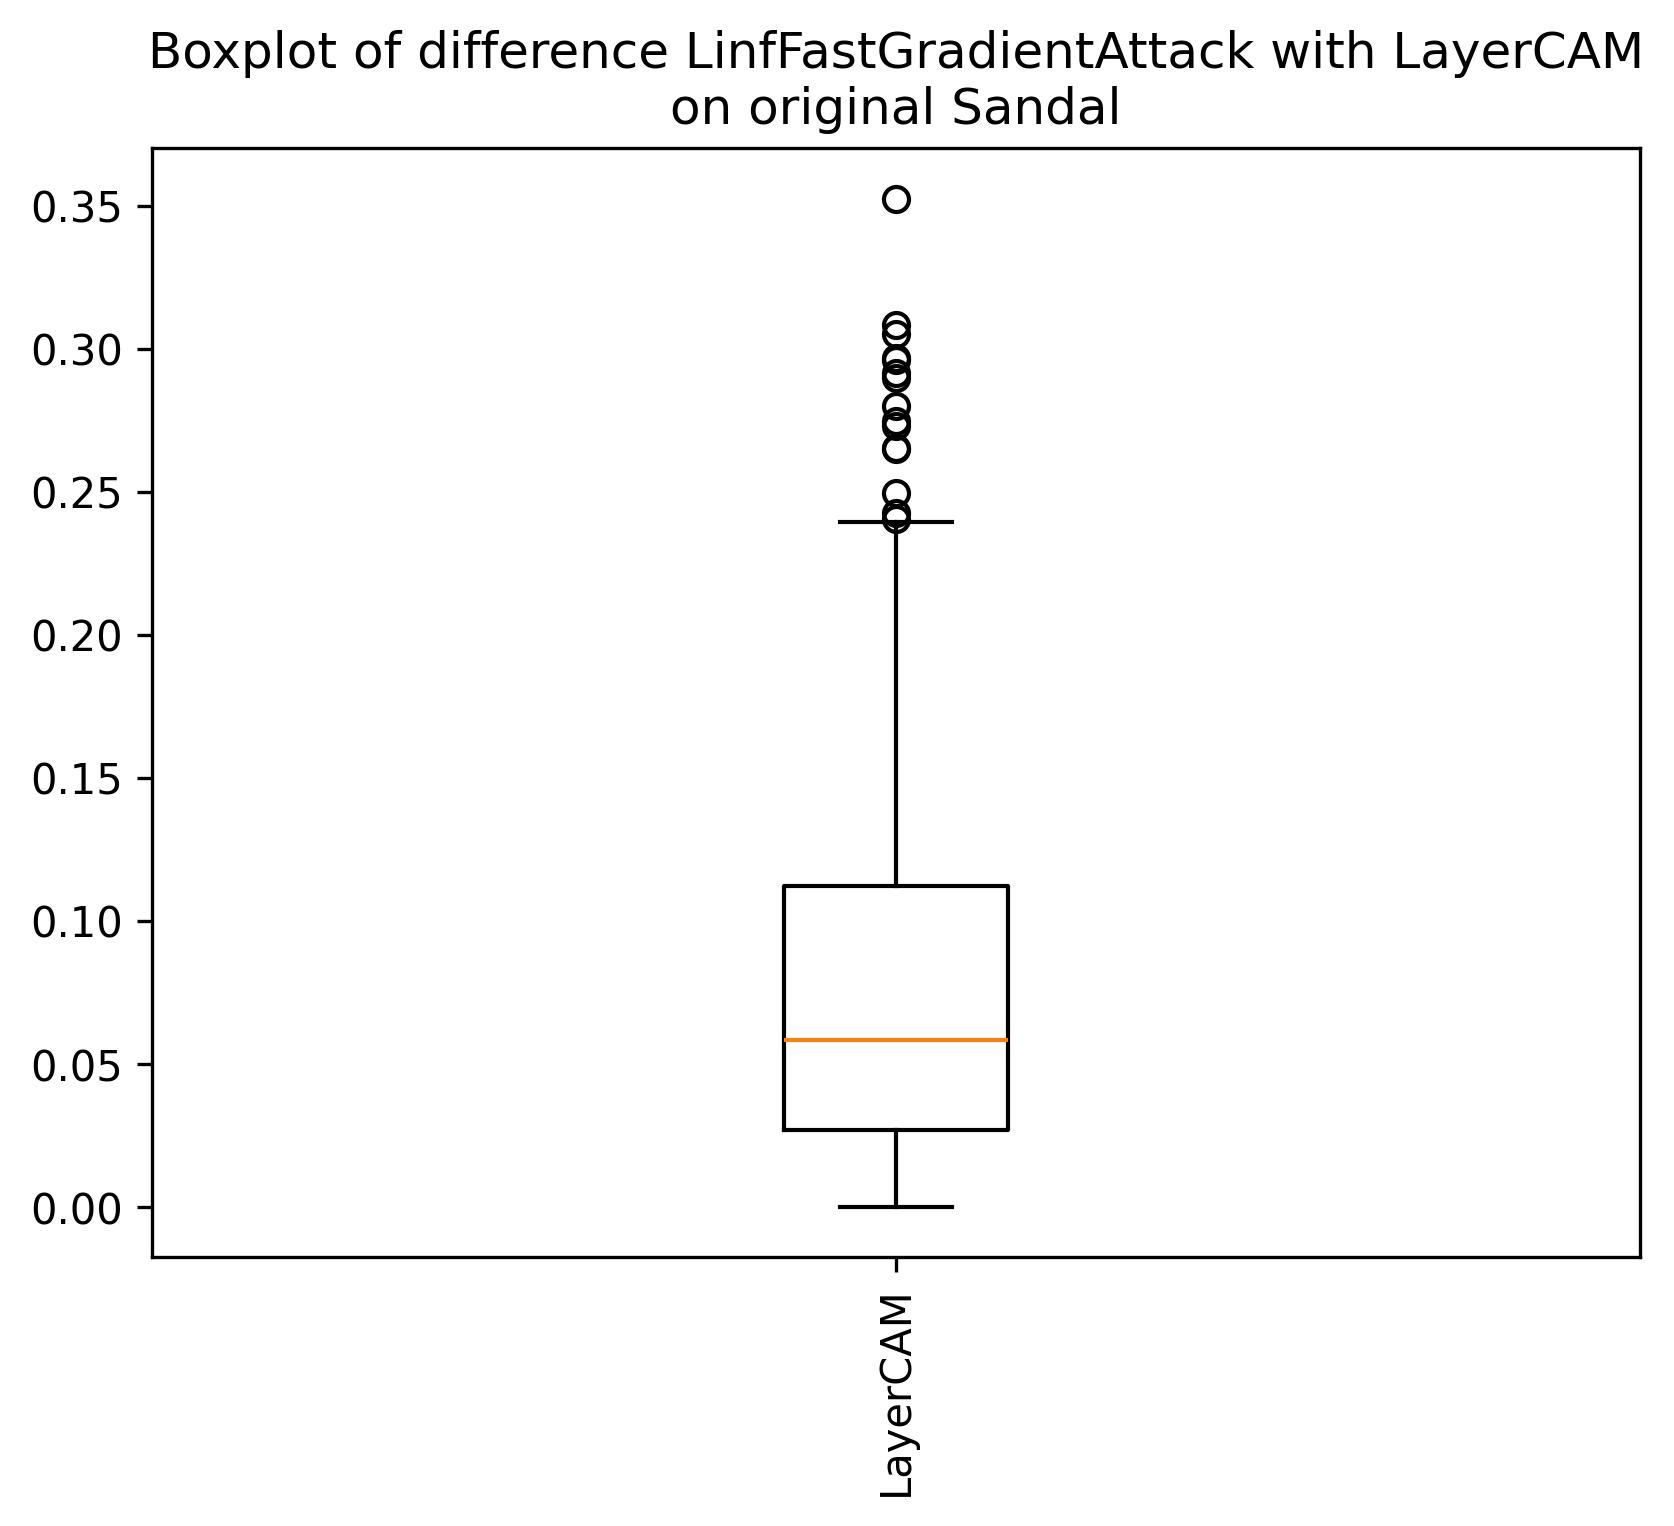 Boxplot of difference LinfFastGradientAttack with LayerCAM
on original Sandal
0.35
0.30
0.25
0.20
0.15
0.10
0.05
0.00
LayerCAM